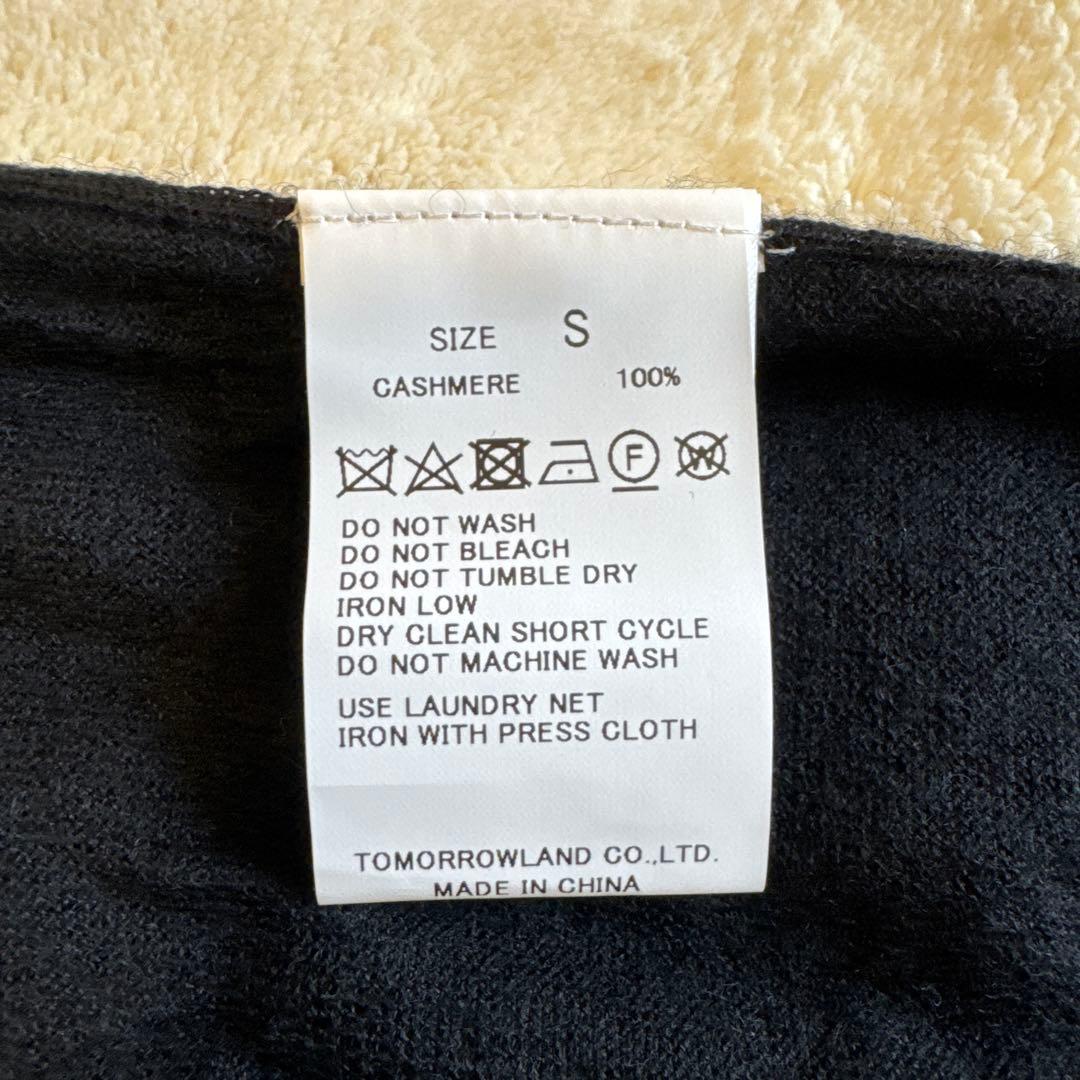 SIZE S
CASHMERE 100%
F W
DO NOT WASH
DO NOT BLEACH
DO NOT TUMBLE DRY
IRON LOW
DRY CLEAN SHORT CYCLE
DO NOT MACHINE WASH
USE LAUNDRY NET
IRON WITH PRESS CLOTH
TOMORROWLAND CO.,LTD.
MADE IN CHINA